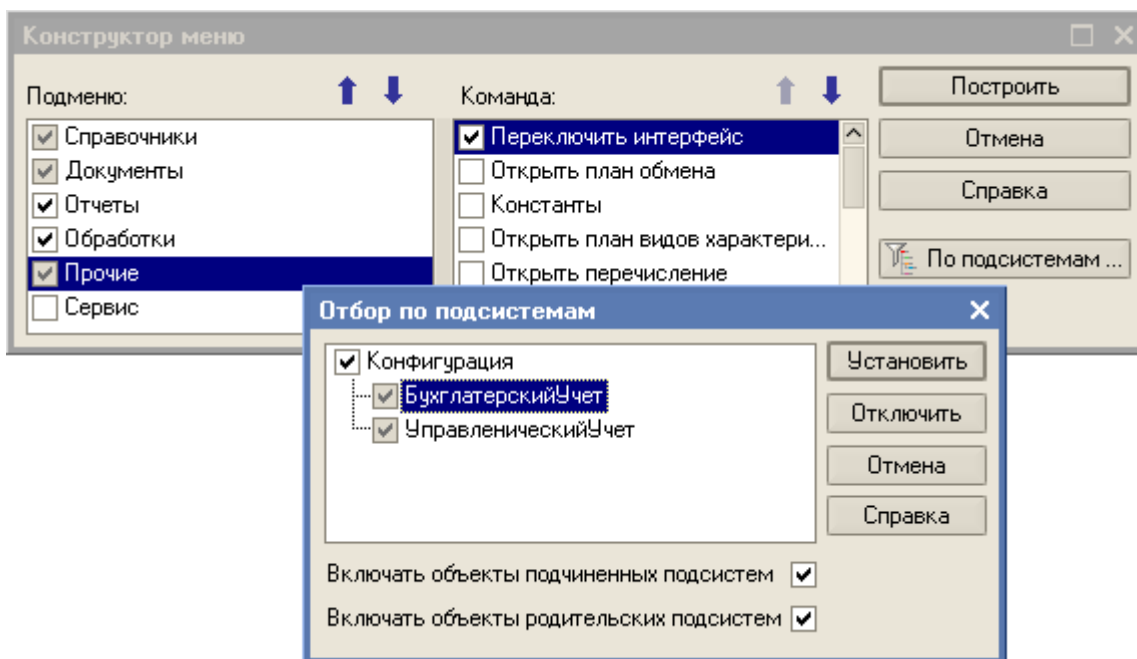 Конструктор меню
Подменю:
Команда:
Построить
Справочники
Переключить интерфейс
Отмена
Документы
Открыть план обмена
Отчеты
Константы
Справка
Обработки
Открыть план видов характери...
По подсистемам ...
Прочие
Открыть перечисление
Сервис
Отбор по подсистемам
Конфигурация
Установить
БухглатерскийУчет
Отключить
УправленическийУчет
Отмена
Справка
Включать объекты подчиненных подсистем
Включать объекты родительских подсистем